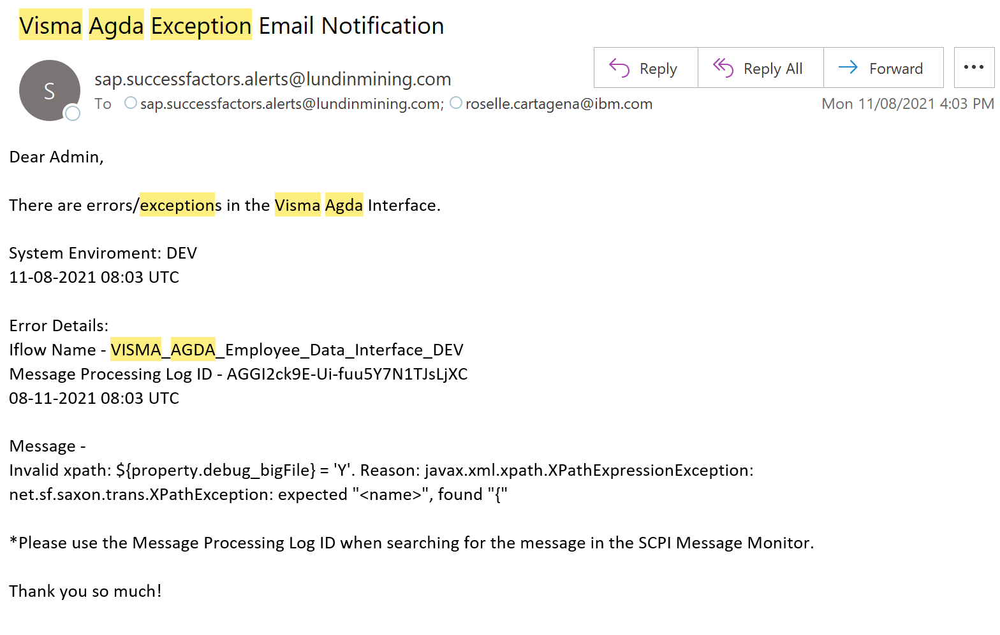 Visma Agda Exception Email Notification
S
sap.successfactors.alerts@lundinmining.com
Reply
Reply All
Forward
To sap.successfactors.alerts@lundinmining.com; roselle.cartagena@ibm.com
Mon 11/08/2021 4:03 PM
Dear Admin,
There are errors/exceptions in the Visma Agda Interface.
System Enviroment: DEV
11-08-2021 08:03 UTC
Error Details:
Iflow Name - VISMA_AGDA_Employee_Data_Interface_DEV
Message Processing Log ID - AGGI2ck9E-Ui-fuu5Y7N1TJsLjXC
08-11-2021 08:03 UTC
Message -
Invalid xpath: ${property.debug_bigFile} = 'Y'. Reason: javax.xml.xpath.XPathExpressionException:
net.sf.saxon.trans.XPathException: expected "<name>", found "{"
*Please use the Message Processing Log ID when searching for the message in the SCPI Message Monitor.
Thank you so much!